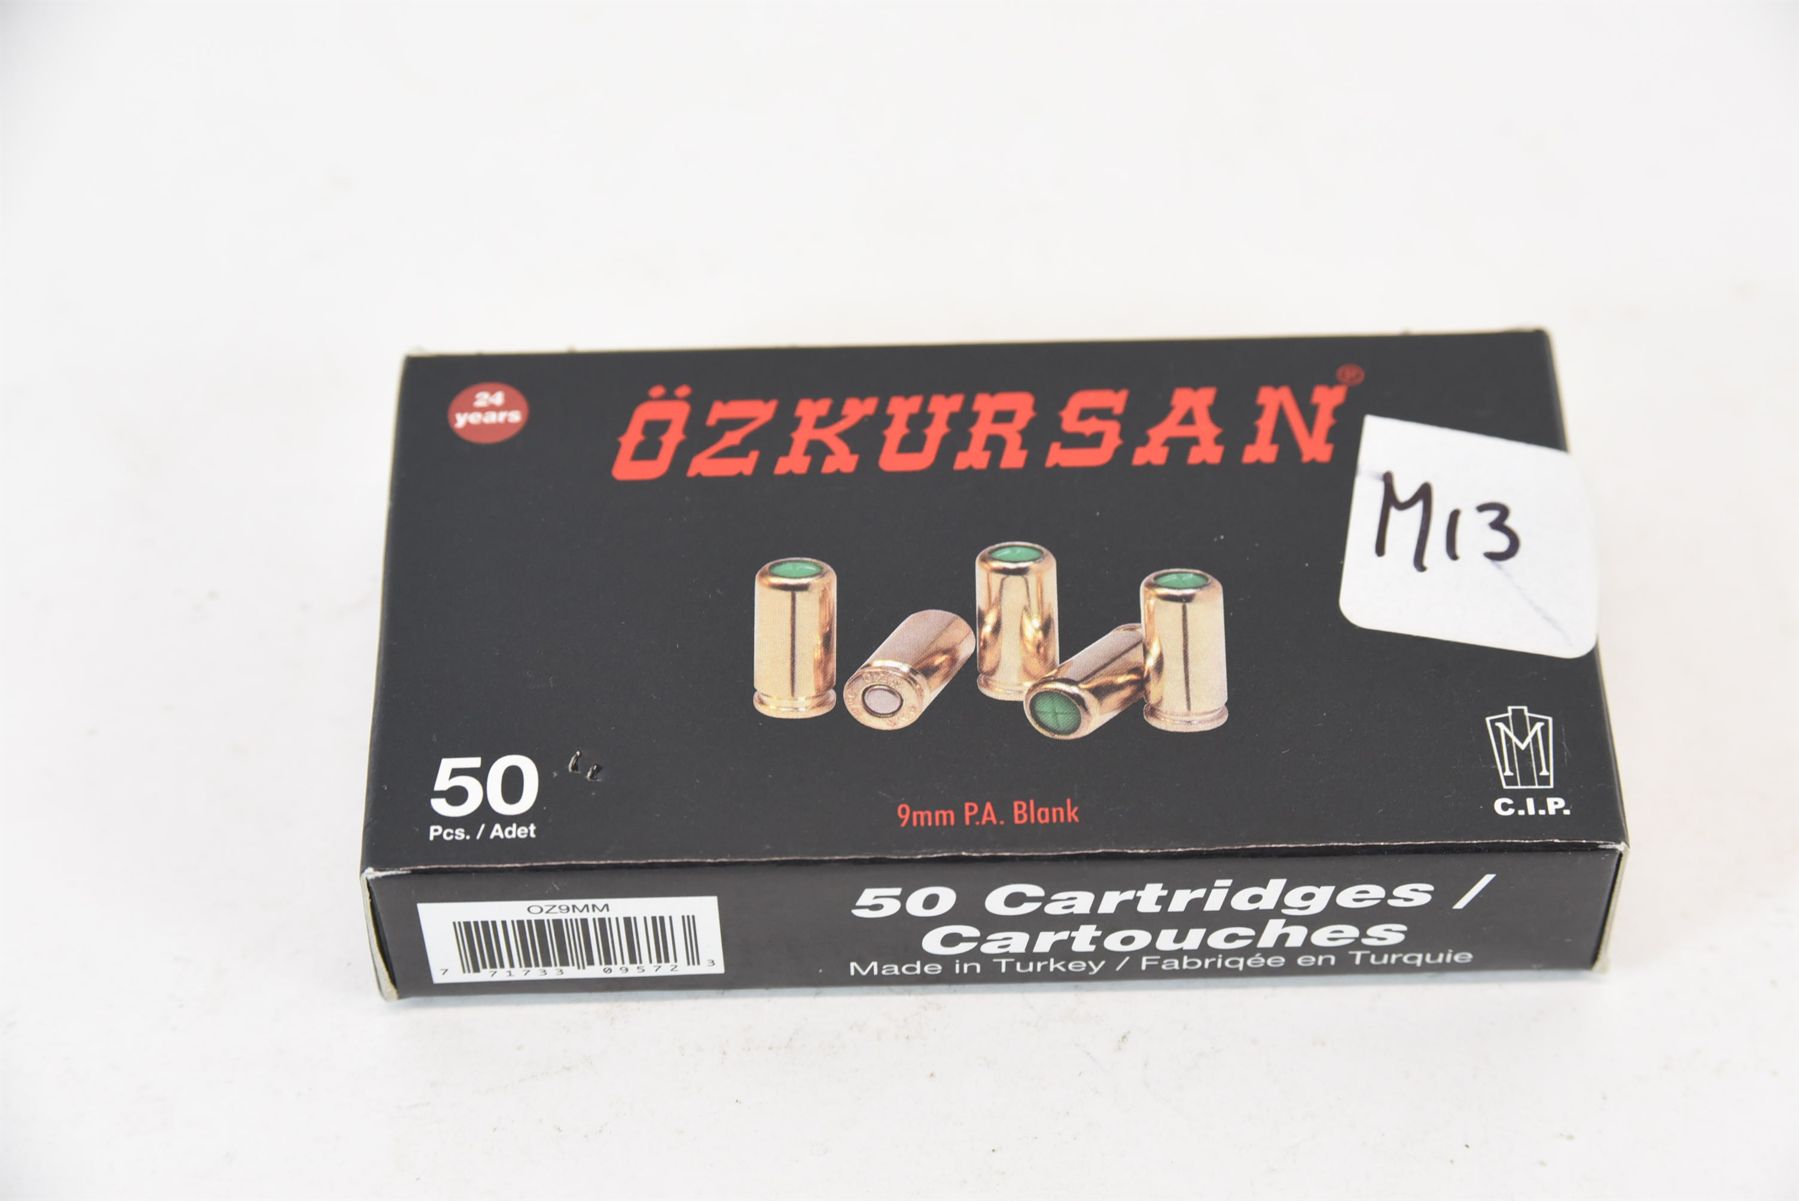 24
years
ÖZKURSAN®
M13
50
Pcs. / Adet
9mm P.A. Blank
M
C.I.P.
OZ9MM
7 71733 09572 3
50 Cartridges /
Cartouches
Made in Turkey / Fabriqée en Turquie